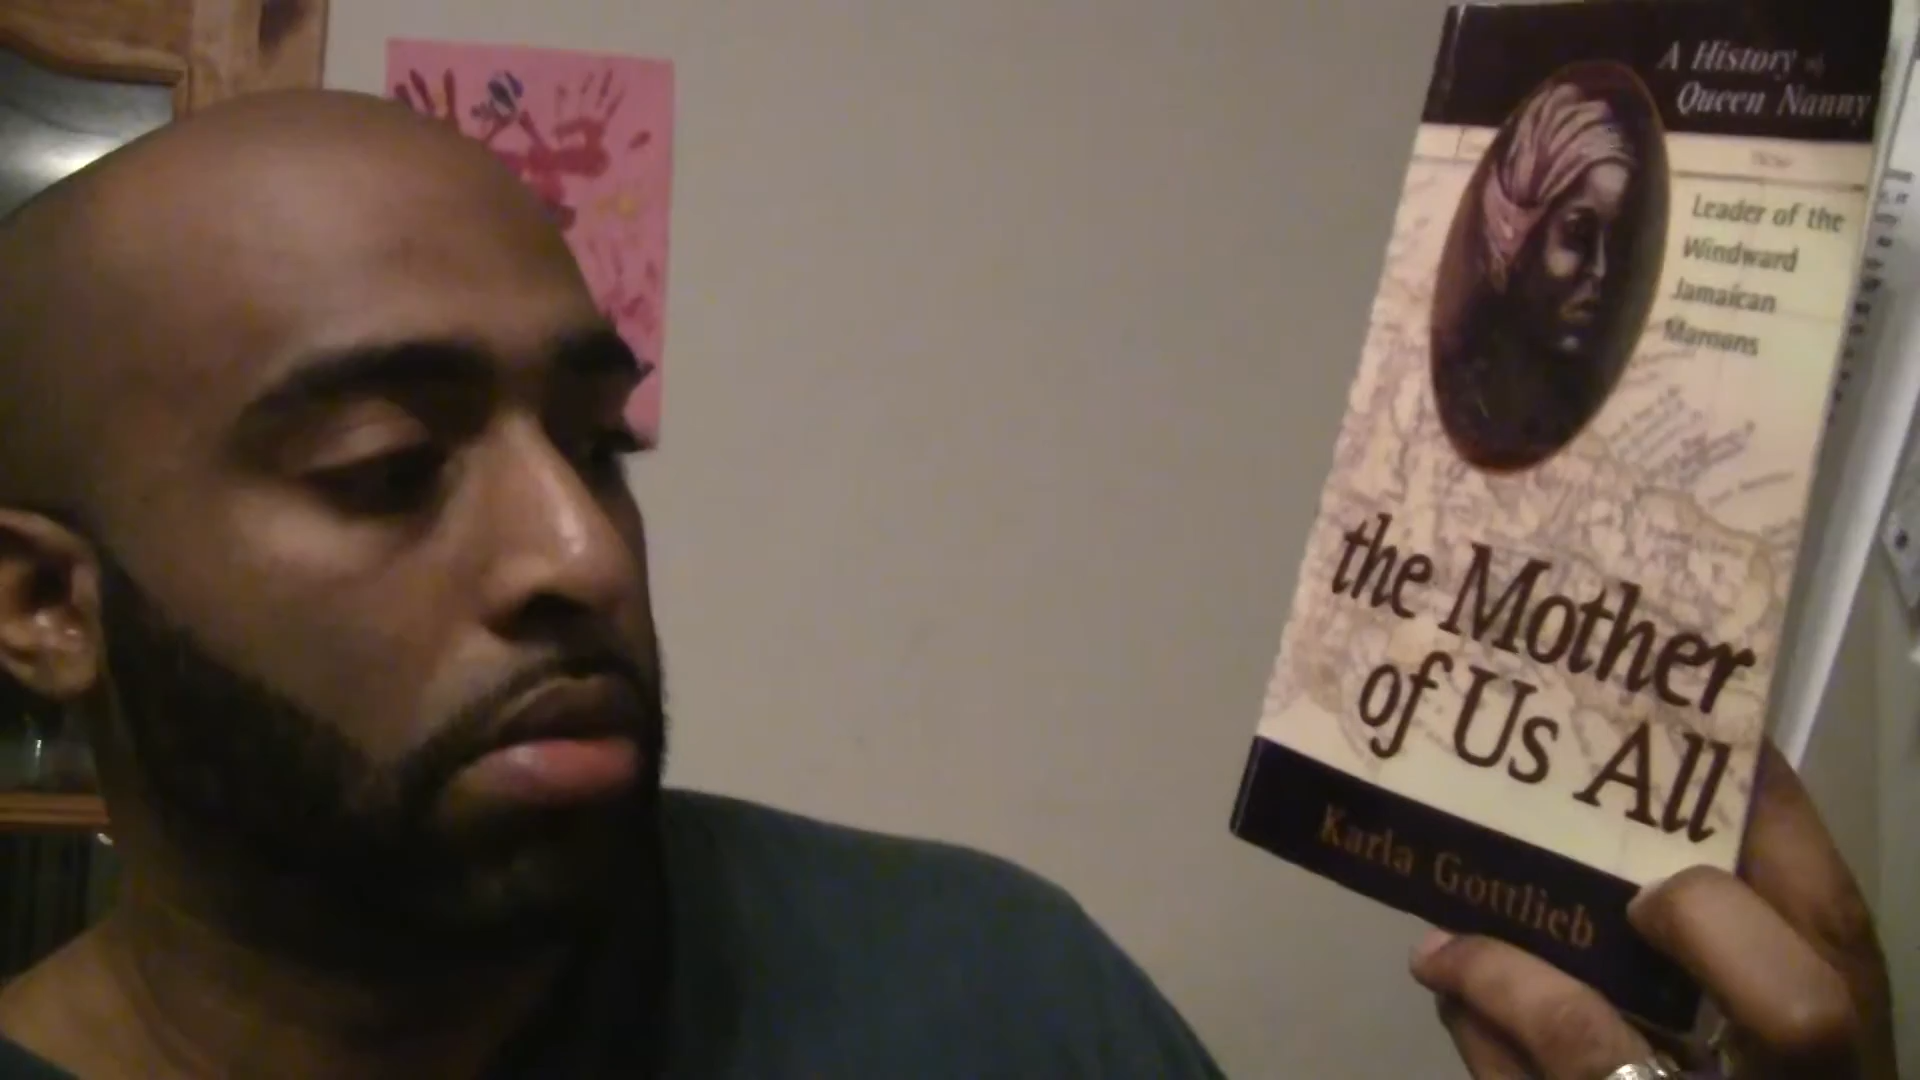 A History of
Queen Nanny
Leader of the
Windward
Jamaican
Maroons
the Mother
of Us All
Karla Gottlieb